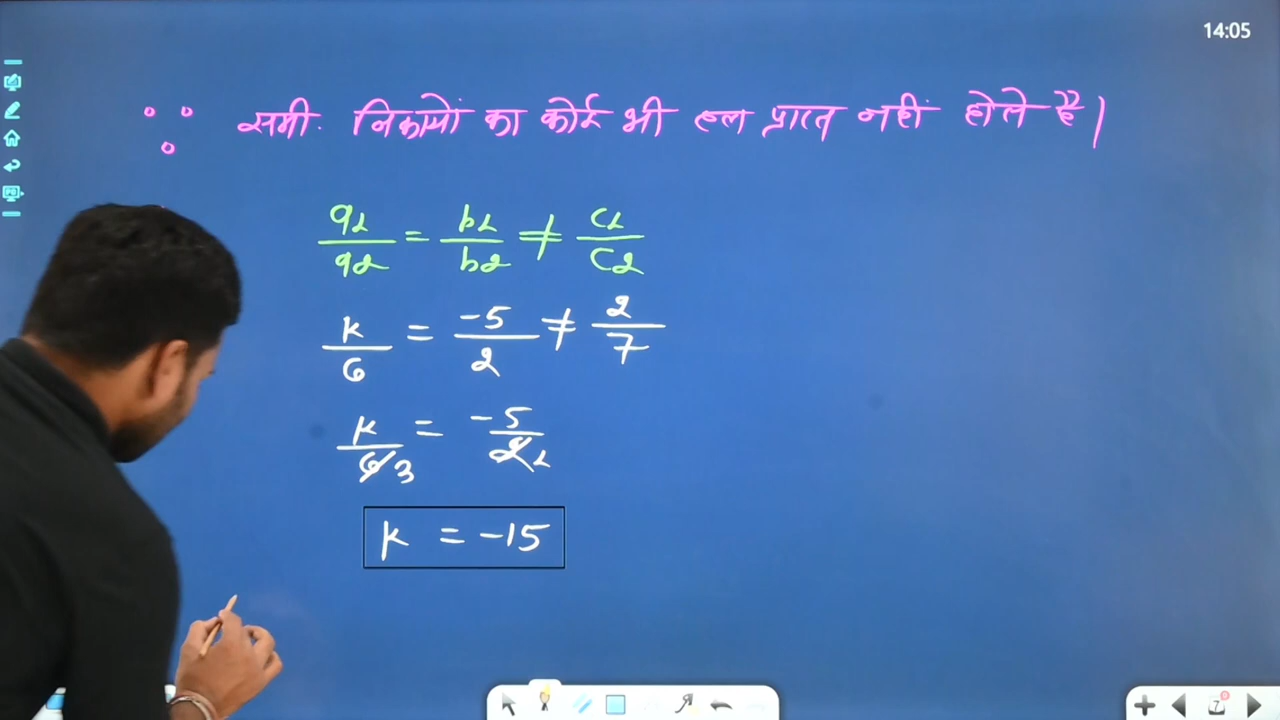 14:05
∵ समी. निकायों का कोई भी हल प्राप्त नहीं होते है।
a1/a2 = b1/b2 ≠ c1/c2
k/6 = -5/2 ≠ 2/7
k/6 3 = -5/2 1
k = -15
7